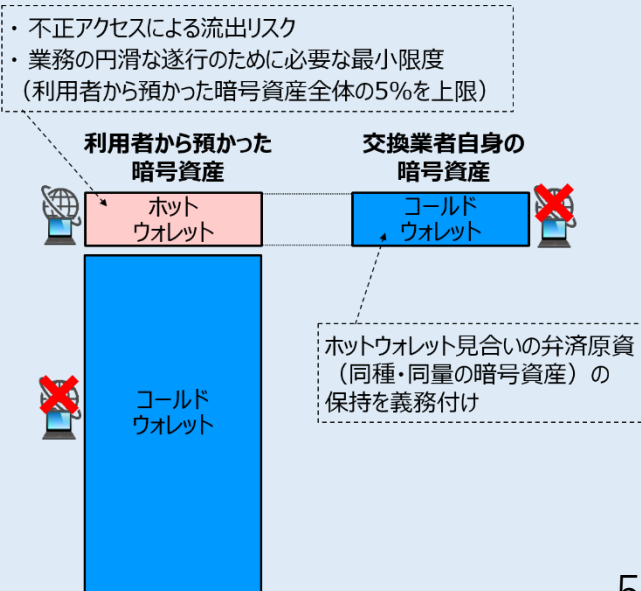 ・ 不正アクセスによる流出リスク
・ 業務の円滑な遂行のために必要な最小限度
（利用者から預かった暗号資産全体の5%を上限）
利用者から預かった
暗号資産
交換業者自身の
暗号資産
ホット
ウォレット
コールド
ウォレット
ホットウォレット見合いの弁済原資
（同種・同量の暗号資産）の
保持を義務付け
コールド
ウォレット
5